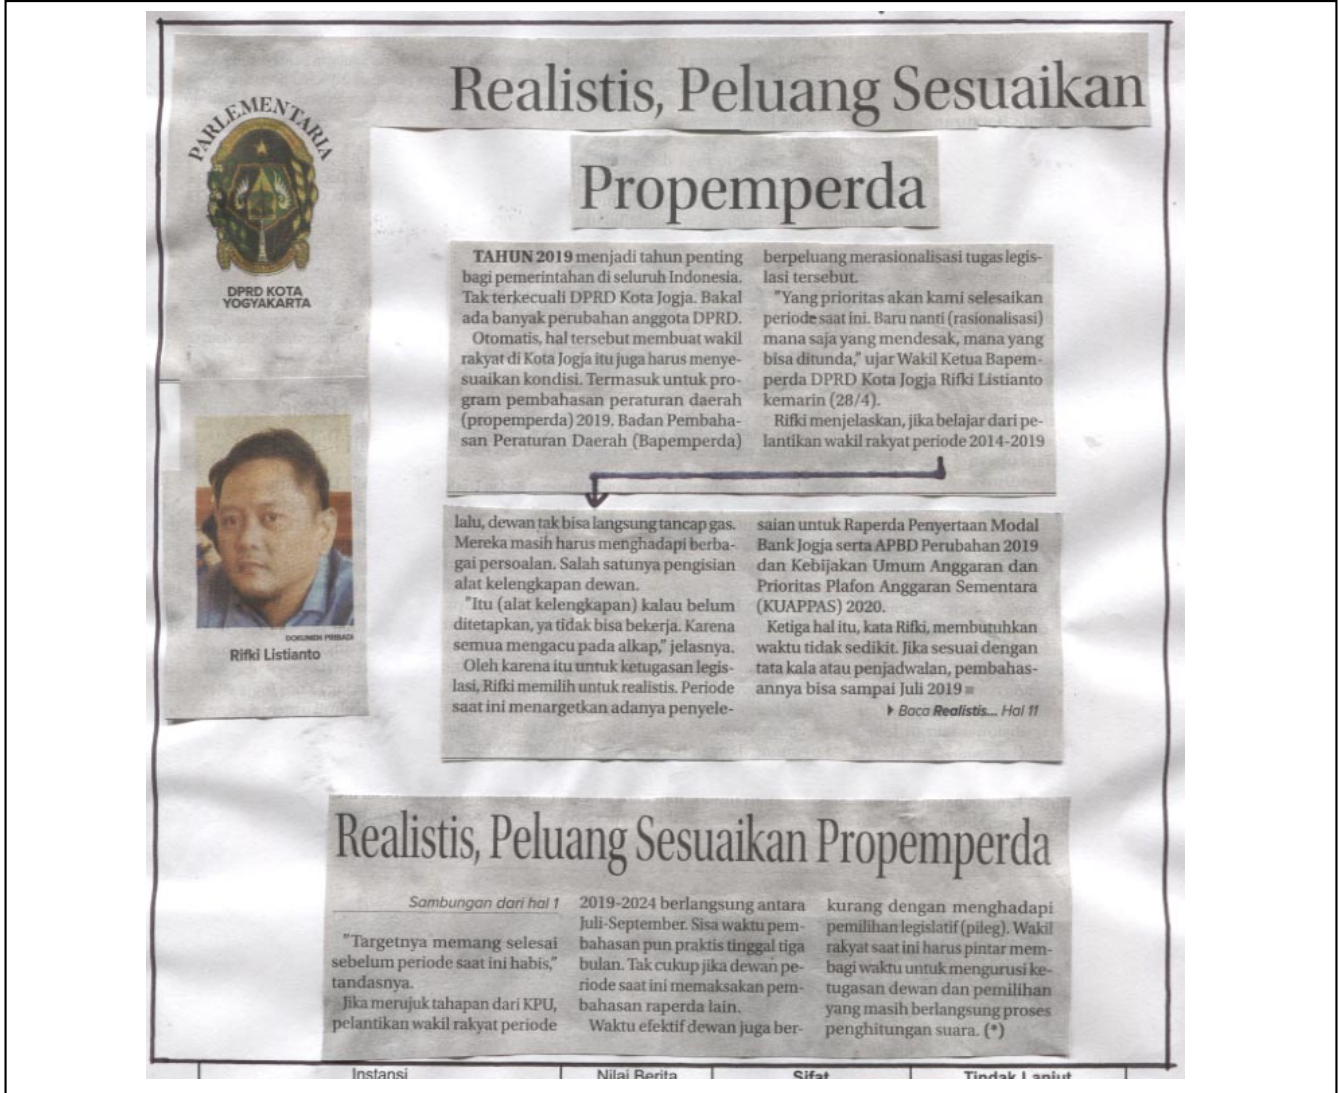 Realistis, Peluang Sesuaikan
Propemperda
PARLEMENTARIA
DPRD KOTA
YOGYAKARTA
DOKUMEN PRIBADI
Rifki Listianto
TAHUN 2019 menjadi tahun penting
bagi pemerintahan di seluruh Indonesia.
Tak terkecuali DPRD Kota Jogja. Bakal
ada banyak perubahan anggota DPRD.
Otomatis, hal tersebut membuat wakil
rakyat di Kota Jogja itu juga harus menye-
suaikan kondisi. Termasuk untuk pro-
gram pembahasan peraturan daerah
(propemperda) 2019. Badan Pembaha-
san Peraturan Daerah (Bapemperda)
berpeluang merasionalisasi tugas legis-
lasi tersebut.
"Yang prioritas akan kami selesaikan
periode saat ini. Baru nanti (rasionalisasi)
mana saja yang mendesak, mana yang
bisa ditunda," ujar Wakil Ketua Bapem-
perda DPRD Kota Jogja Rifki Listianto
kemarin (28/4).
Rifki menjelaskan, jika belajar dari pe-
lantikan wakil rakyat periode 2014-2019
lalu, dewan tak bisa langsung tancap gas.
Mereka masih harus menghadapi berba-
gai persoalan. Salah satunya pengisian
alat kelengkapan dewan.
"Itu (alat kelengkapan) kalau belum
ditetapkan, ya tidak bisa bekerja. Karena
semua mengacu pada alkap," jelasnya.
Oleh karena itu untuk ketugasan legis-
lasi, Rifki memilih untuk realistis. Periode
saat ini menargetkan adanya penyele-
saian untuk Raperda Penyertaan Modal
Bank Jogja serta APBD Perubahan 2019
dan Kebijakan Umum Anggaran dan
Prioritas Plafon Anggaran Sementara
(KUAPPAS) 2020.
Ketiga hal itu, kata Rifki, membutuhkan
waktu tidak sedikit. Jika sesuai dengan
tata kala atau penjadwalan, pembahas-
annya bisa sampai Juli 2019
Baca Realistis... Hal 11
Realistis, Peluang Sesuaikan Propemperda
Sambungan dari hal 1
"Targetnya memang selesai
sebelum periode saat ini habis,"
tandasnya.
Jika merujuk tahapan dari KPU,
pelantikan wakil rakyat periode
2019-2024 berlangsung antara
Juli-September. Sisa waktu pem-
bahasan pun praktis tinggal tiga
bulan. Tak cukup jika dewan pe-
riode saat ini memaksakan pem-
bahasan raperda lain.
Waktu efektif dewan juga ber-
kurang dengan menghadapi
pemilihan legislatif (pileg). Wakil
rakyat saat ini harus pintar mem-
bagi waktu untuk mengurusi ke-
tugasan dewan dan pemilihan
yang masih berlangsung proses
penghitungan suara. (*)
Instansi
Nilai Berita
Sifat
Tindak Lanjut